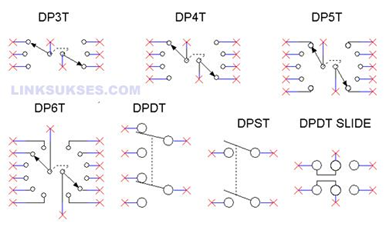 DP3T
DP4T
DP5T
LINKSUKSES.COM
DP6T
DPDT
DPST
DPDT SLIDE